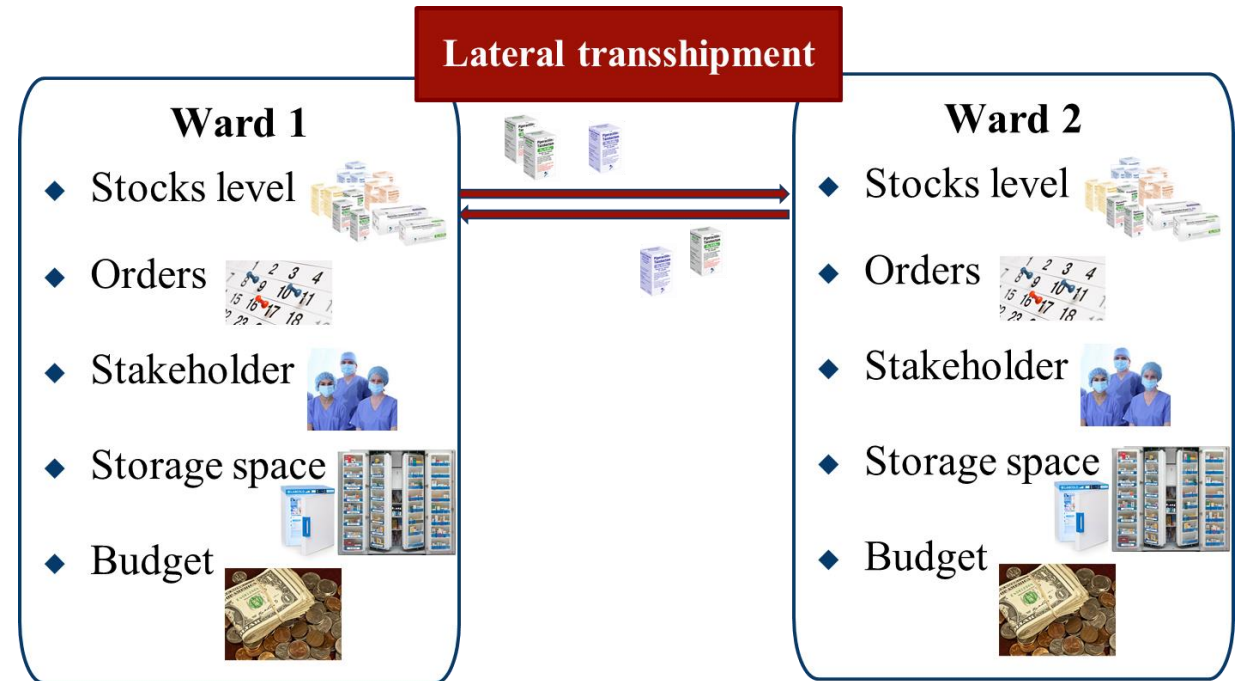 Lateral transshipment
Ward 1
Stocks level
Orders
Stakeholder
Storage space
Budget
Ward 2
Stocks level
Orders
Stakeholder
Storage space
Budget